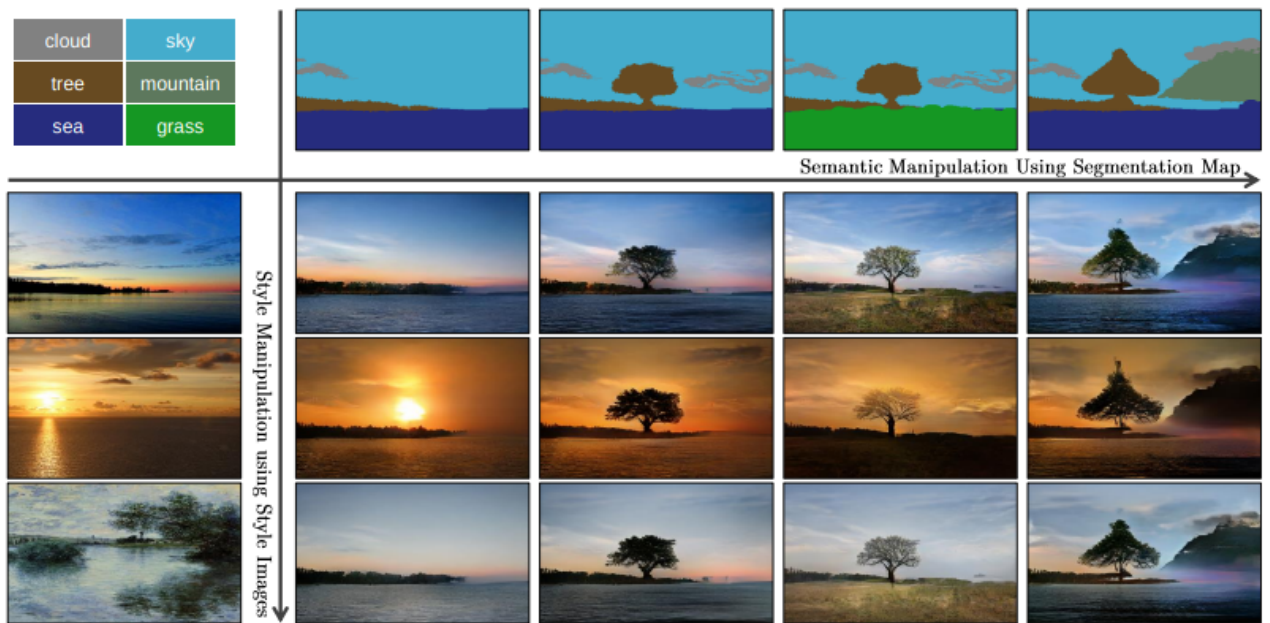 cloud
sky
tree
mountain
sea
grass
Semantic Manipulation Using Segmentation Map
Style Manipulation using Style Images